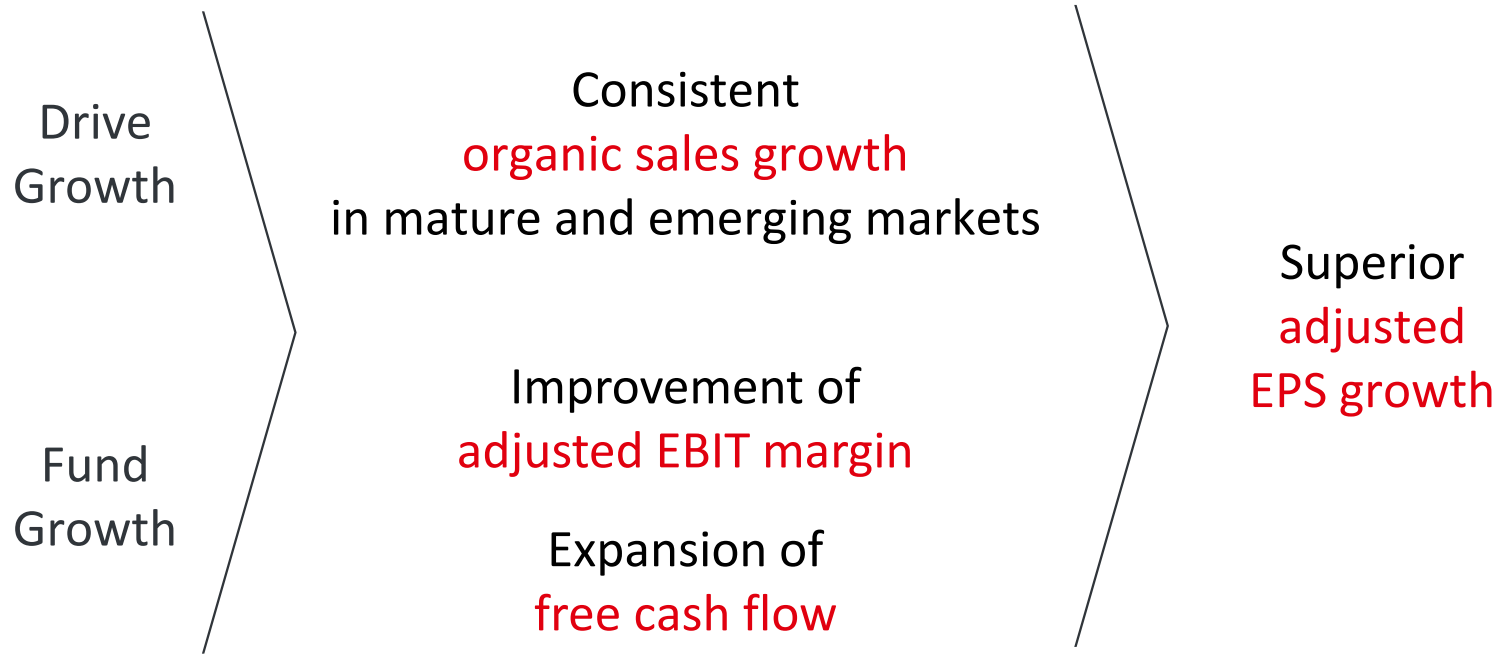 Drive
Growth
Consistent
organic sales growth
in mature and emerging markets
Fund
Growth
Improvement of
adjusted EBIT margin
Expansion of
free cash flow
Superior
adjusted
EPS growth